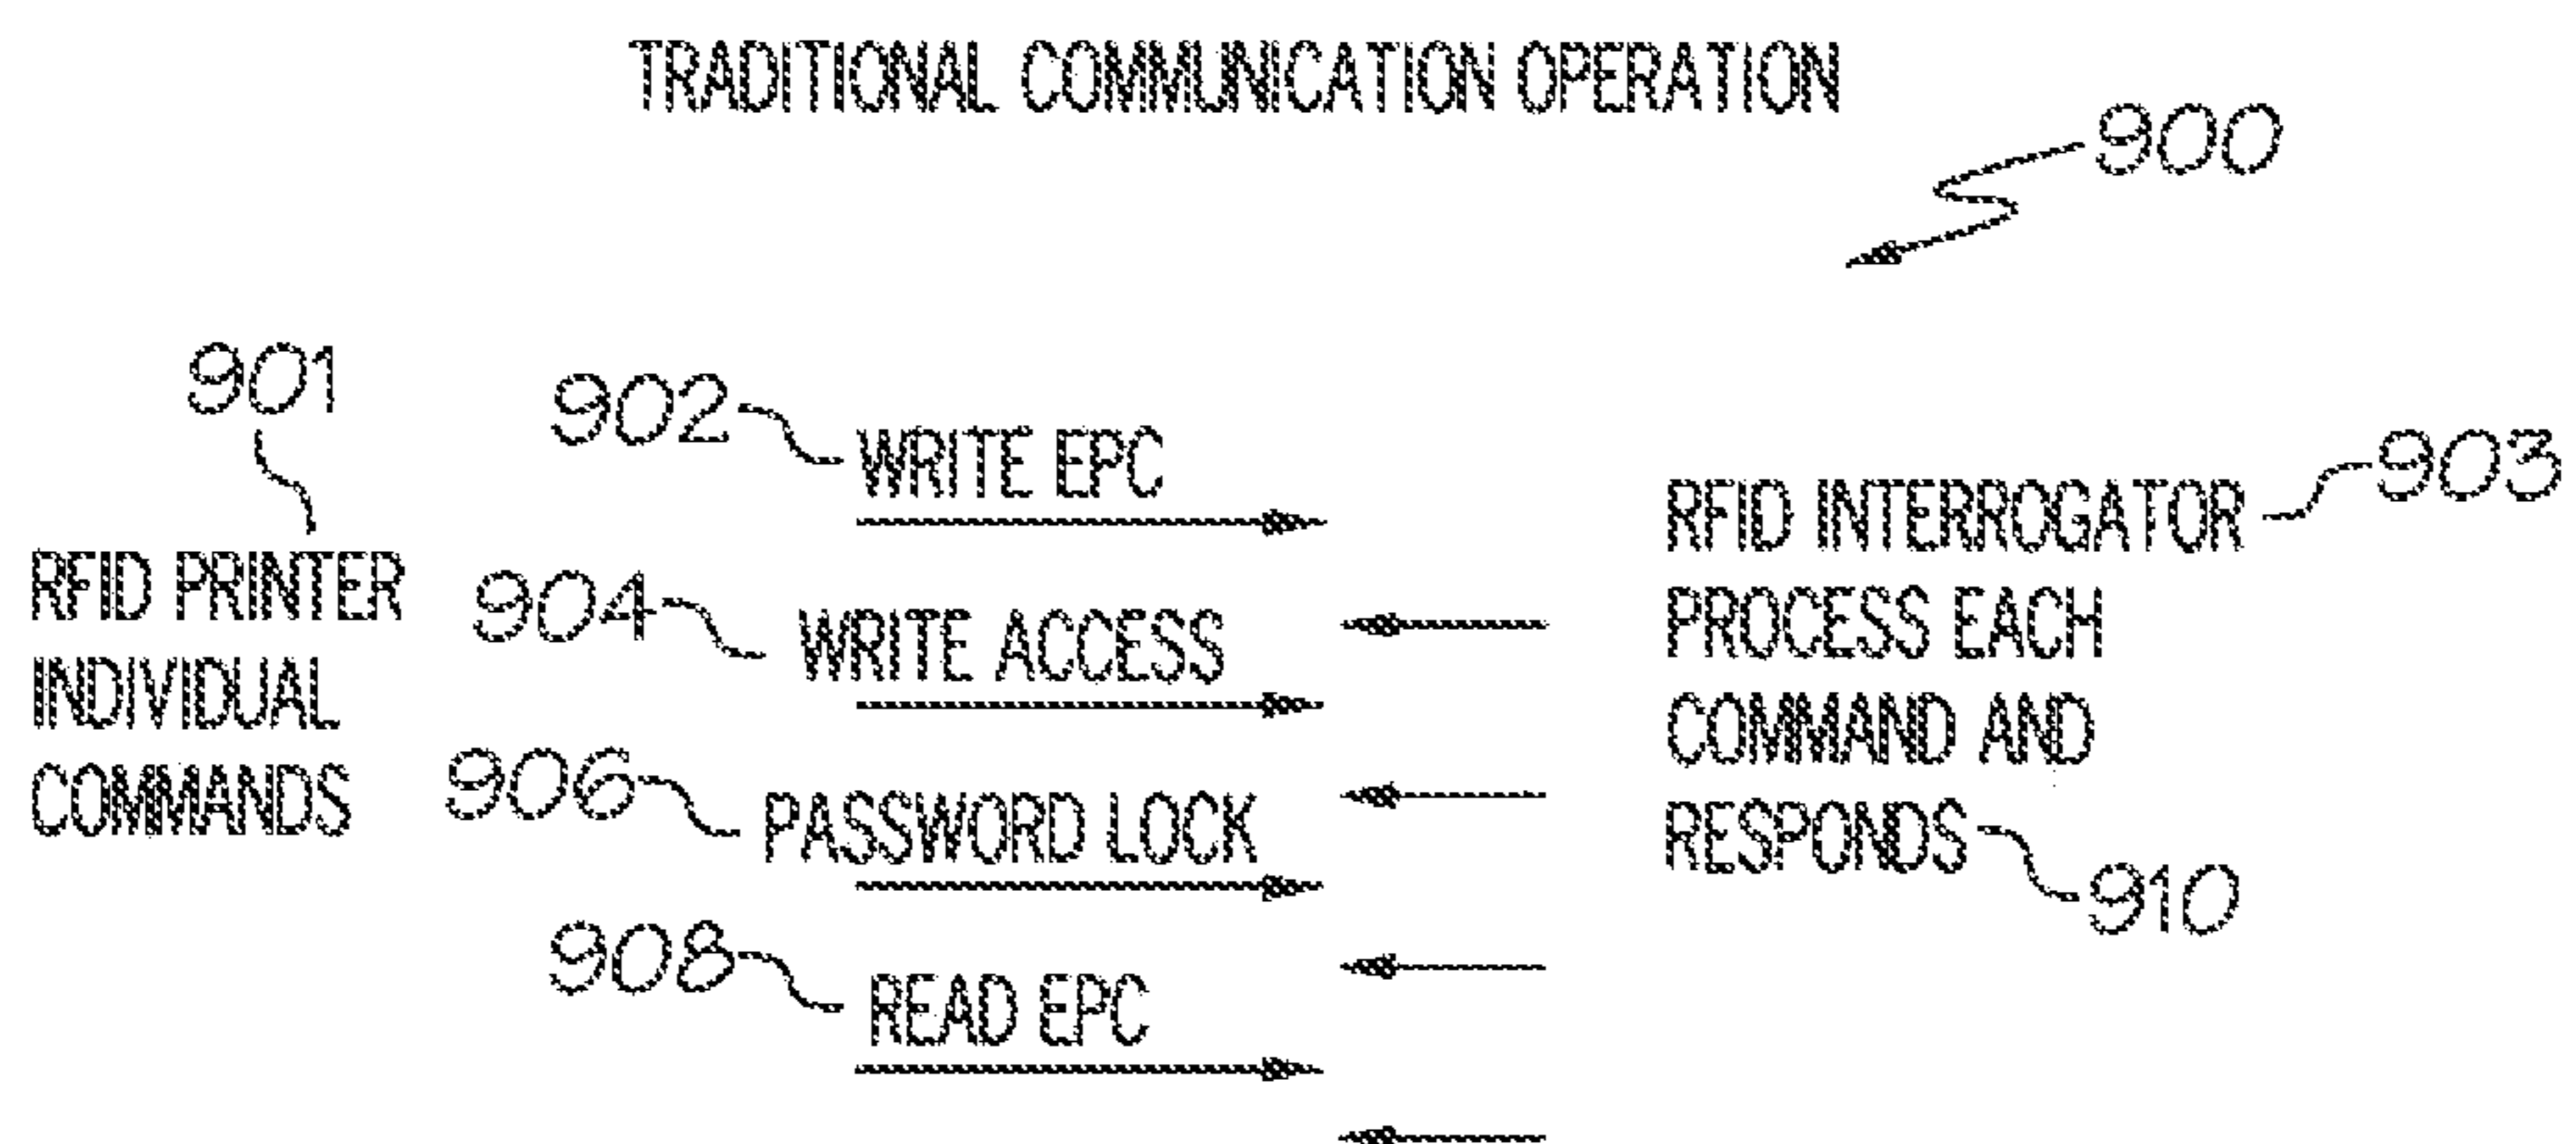 TRADITIONAL COMMUNICATION OPERATION
900
901
RFID PRINTER
INDIVIDUAL
COMMANDS
902
WRITE EPC
904
WRITE ACCESS
906
PASSWORD LOCK
908
READ EPC
903
RFID INTERROGATOR
PROCESS EACH
COMMAND AND
RESPONDS
910